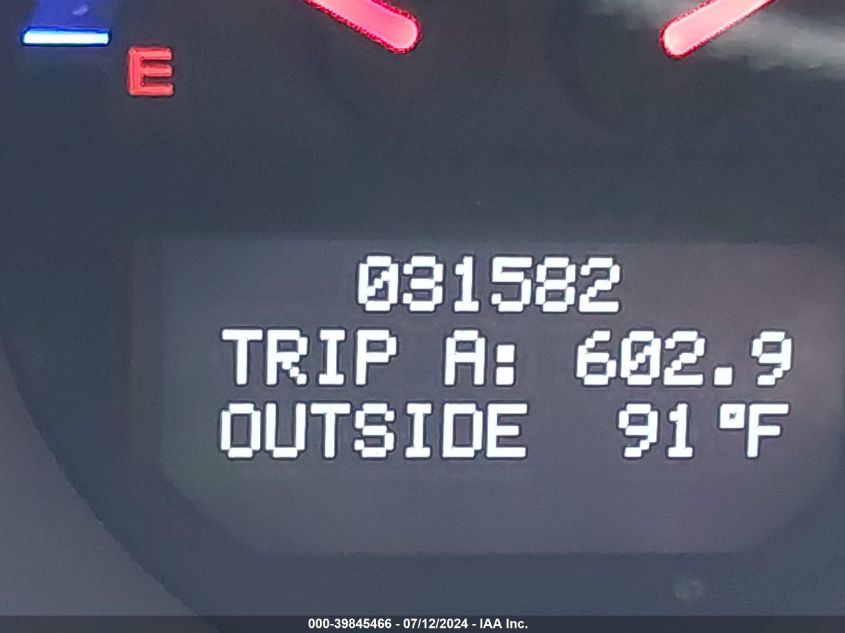 E
031582
TRIP A: 602.9
OUTSIDE 91°F
000-39845466 - 07/12/2024 - IAA Inc.